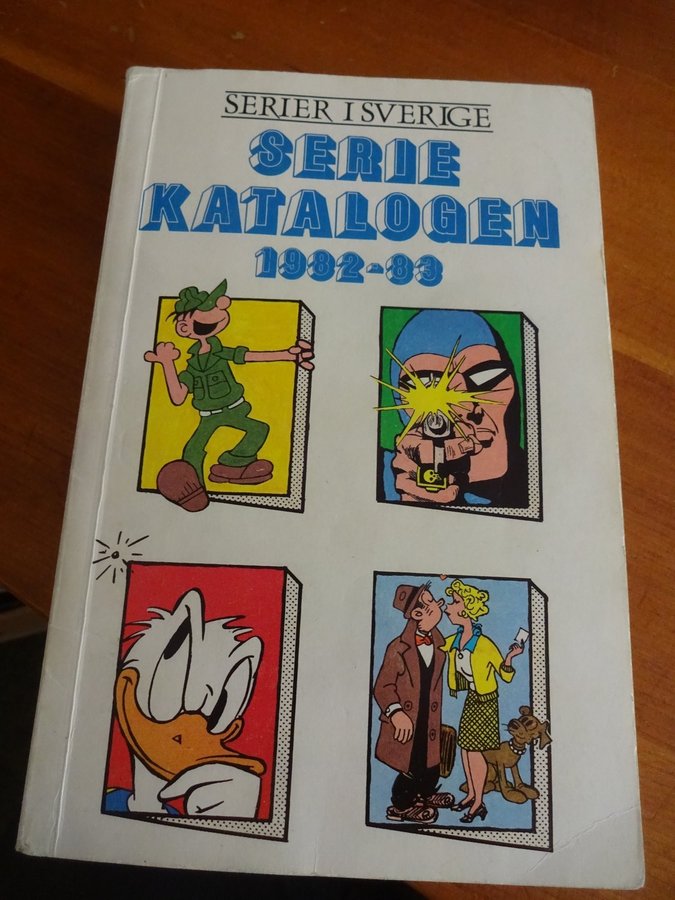 SERIER I SVERIGE
SERIE
KATALOGEN
1982-83